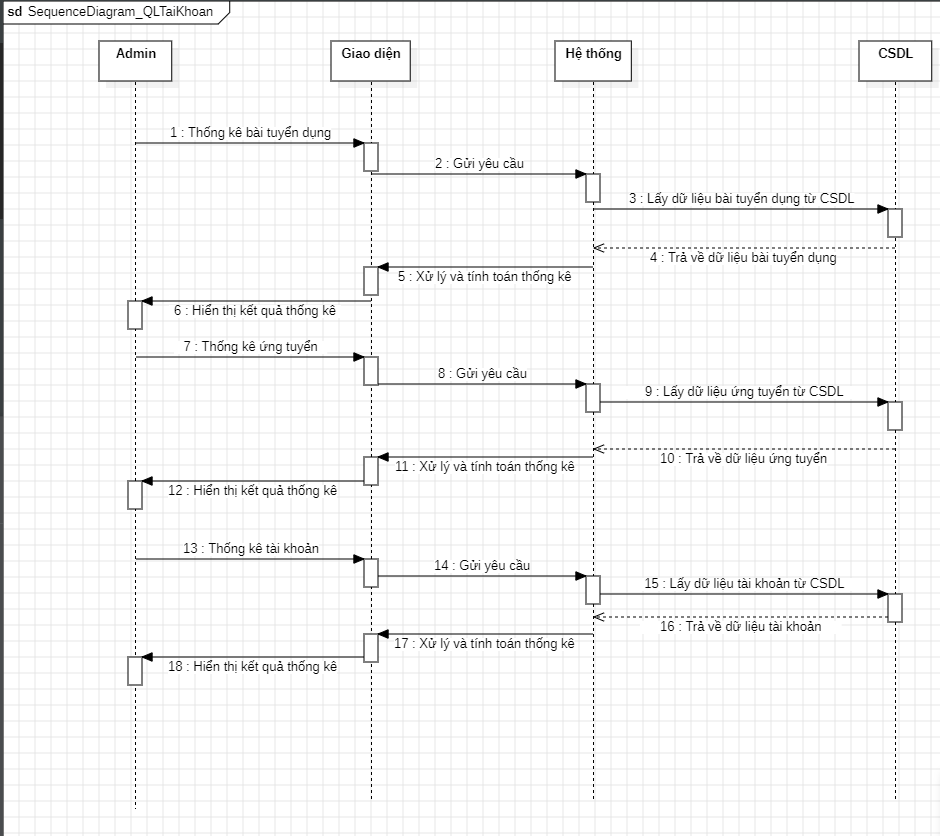 sd SequenceDiagram_QLTaiKhoan
Admin
Giao diện
Hệ thống
CSDL
1 : Thống kê bài tuyển dụng
2 : Gửi yêu cầu
3 : Lấy dữ liệu bài tuyển dụng từ CSDL
4 : Trả về dữ liệu bài tuyển dụng
5 : Xử lý và tính toán thống kê
6 : Hiển thị kết quả thống kê
7 : Thống kê ứng tuyển
8 : Gửi yêu cầu
9 : Lấy dữ liệu ứng tuyển từ CSDL
10 : Trả về dữ liệu ứng tuyển
11 : Xử lý và tính toán thống kê
12 : Hiển thị kết quả thống kê
13 : Thống kê tài khoản
14 : Gửi yêu cầu
15 : Lấy dữ liệu tài khoản từ CSDL
16 : Trả về dữ liệu tài khoản
17 : Xử lý và tính toán thống kê
18 : Hiển thị kết quả thống kê